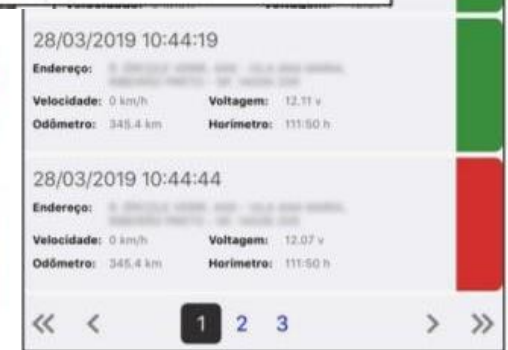 28/03/2019 10:44:19
Endereço:
Velocidade: 0 km/h Voltagem: 12.11 v
Odômetro: 345.4 km Horímetro: 111:50 h
28/03/2019 10:44:44
Endereço:
Velocidade: 0 km/h Voltagem: 12.07 v
Odômetro: 345.4 km Horímetro: 111:50 h
« < 1 2 3 > »